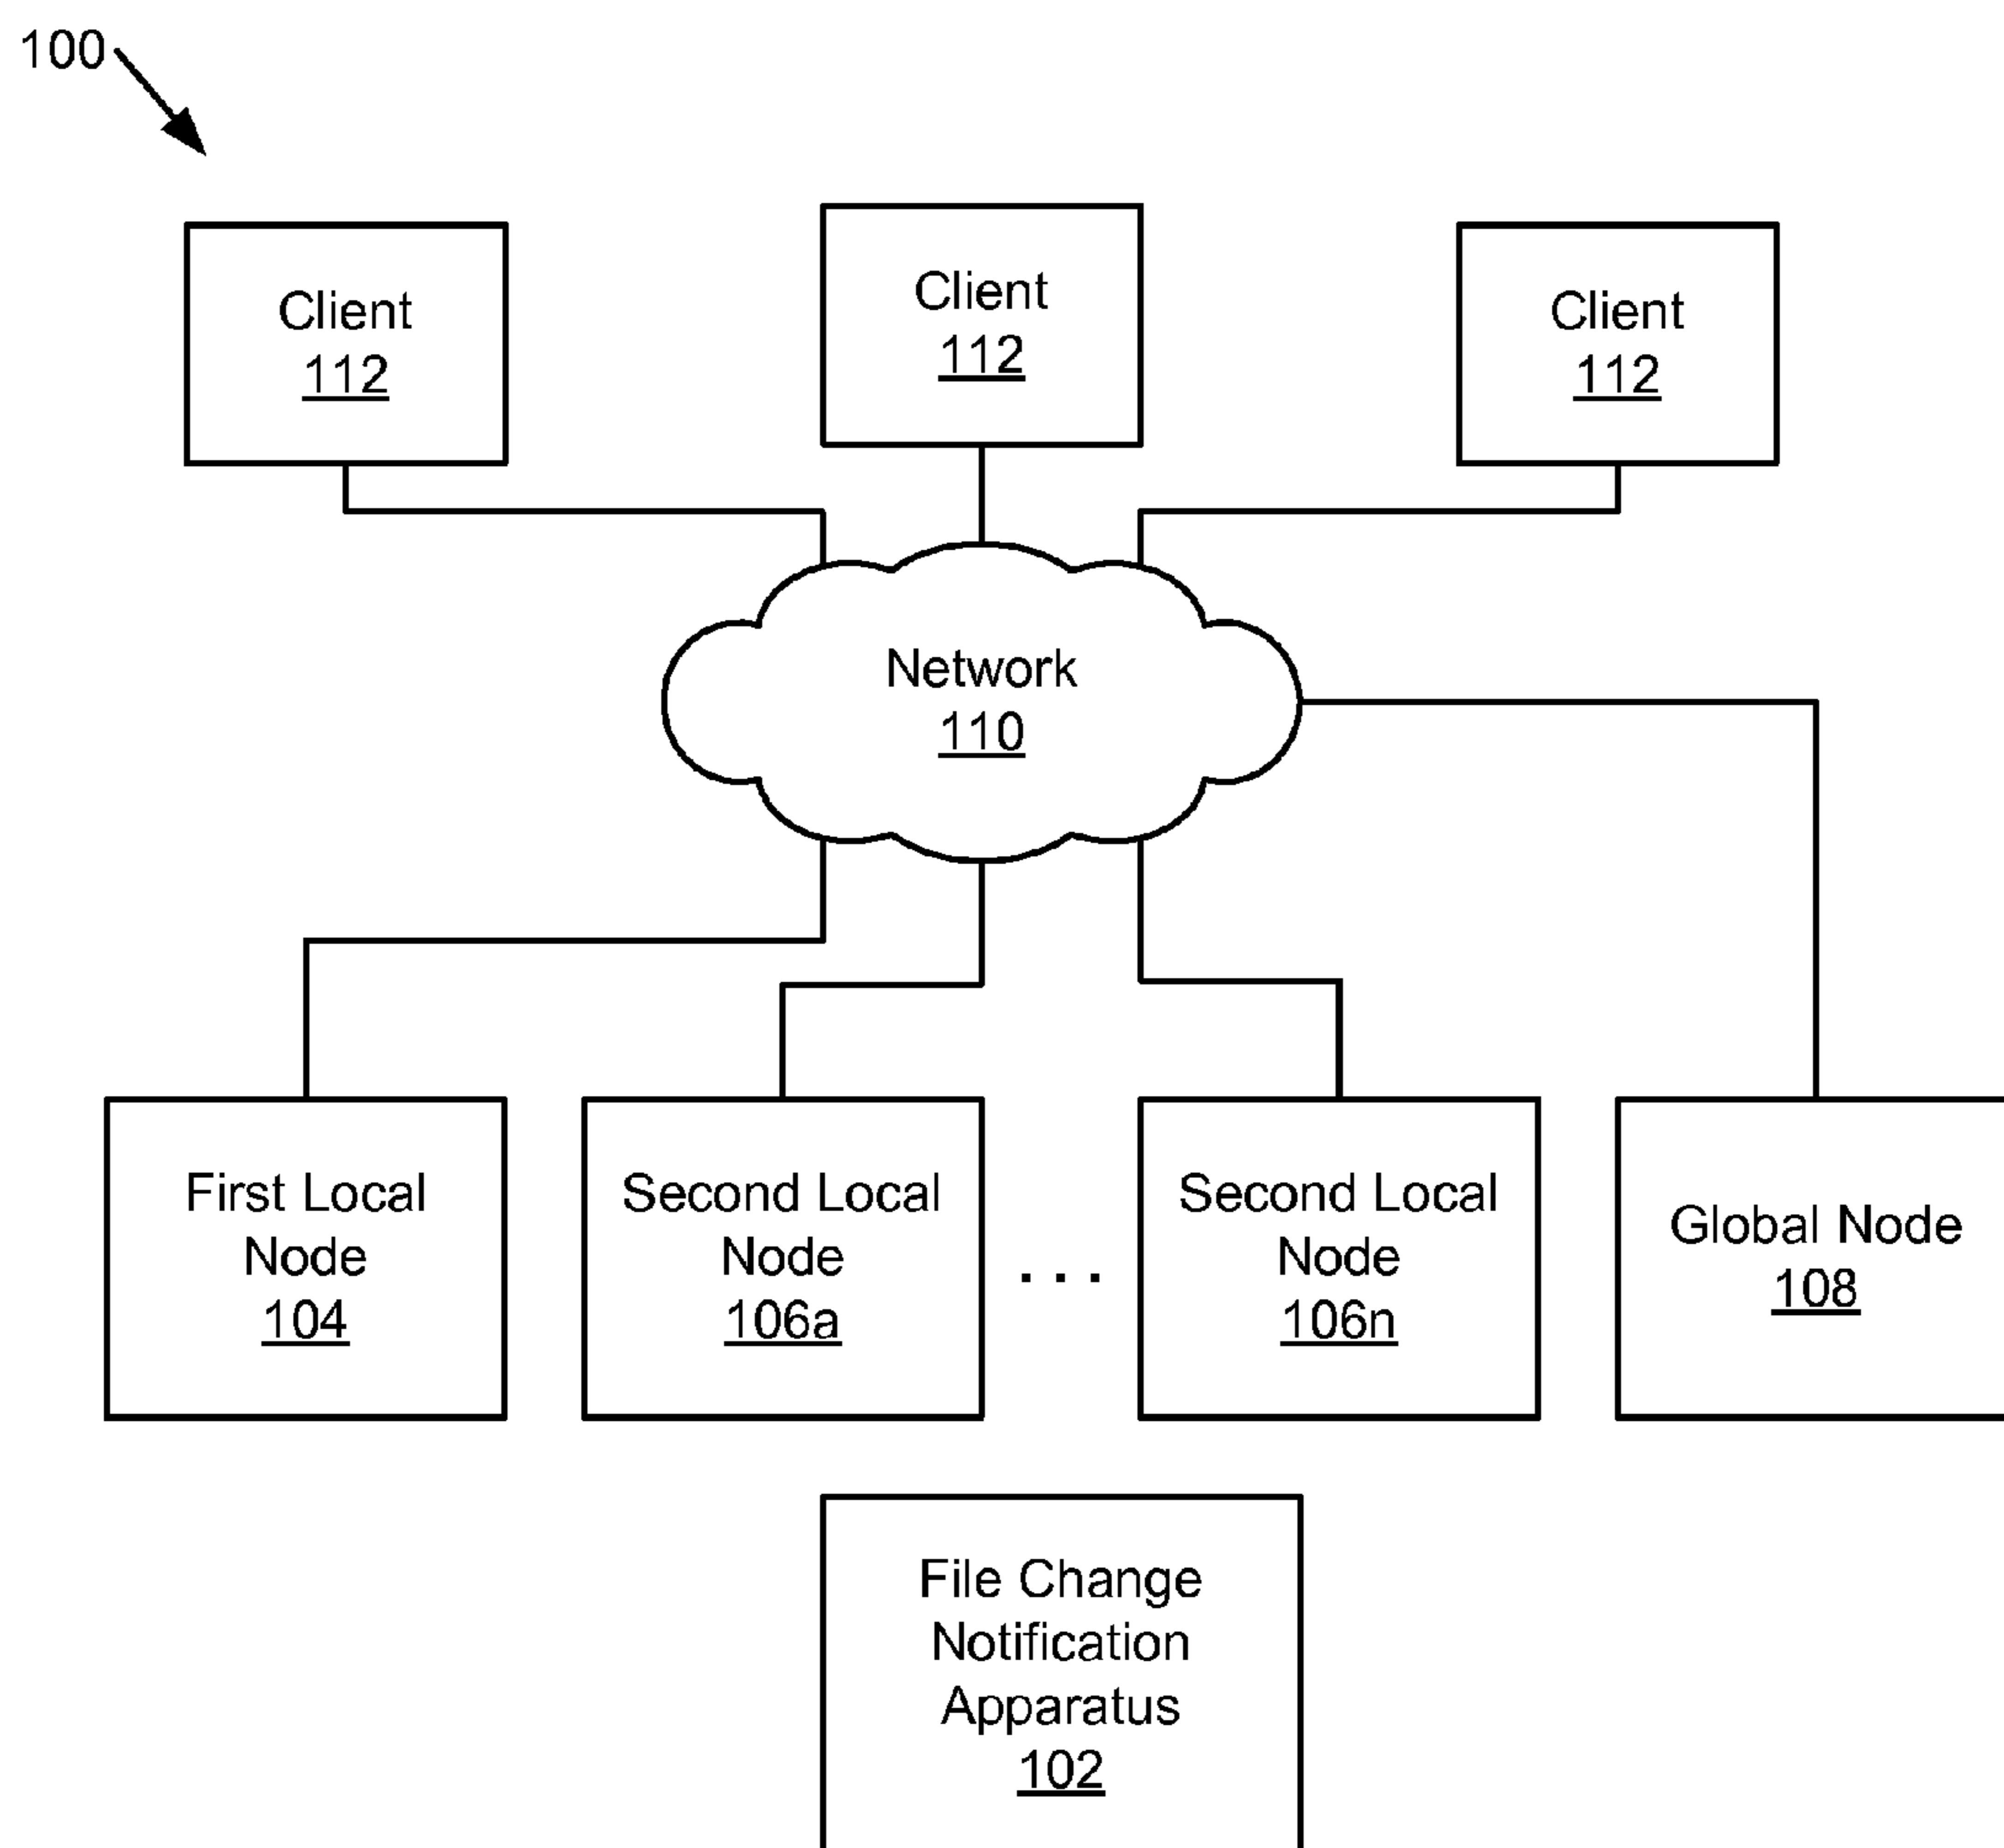 100
Client
112
Client
112
Client
112
Network
110
First Local
Node
104
Second Local
Node
106a
. . .
Second Local
Node
106n
Global Node
108
File Change
Notification
Apparatus
102